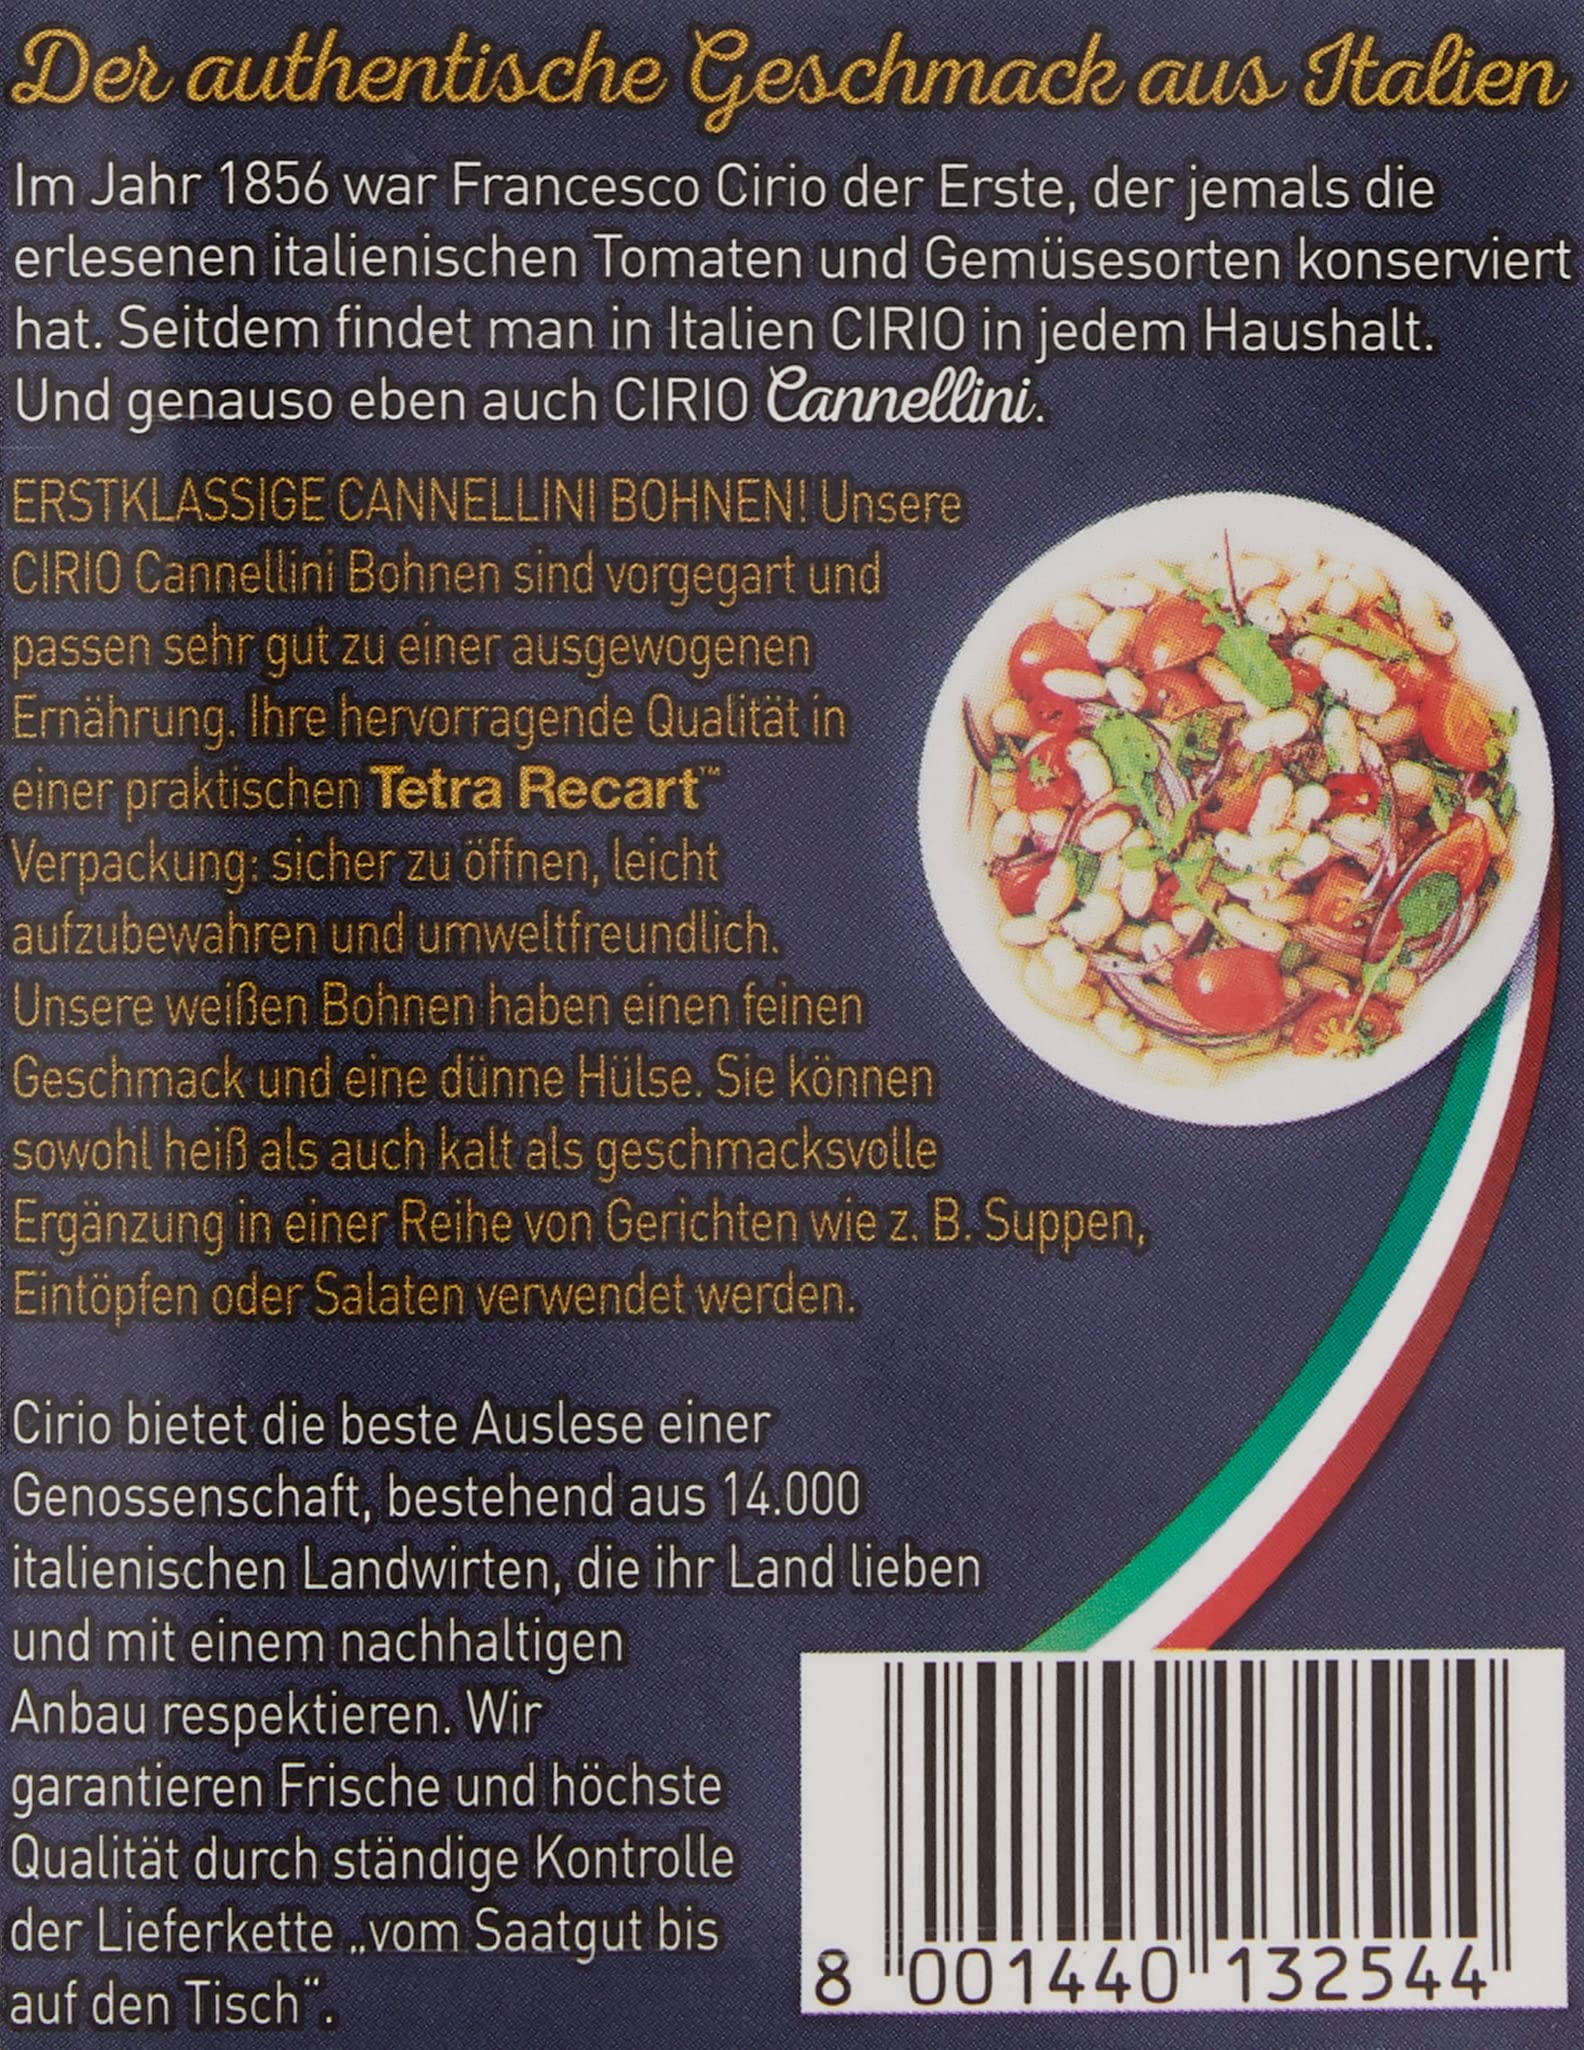 Der authentische Geschmack aus Italien
Im Jahr 1856 war Francesco Cirio der Erste, der jemals die
erlesenen italienischen Tomaten und Gemüsesorten konserviert
hat. Seitdem findet man in Italien CIRIO in jedem Haushalt.
Und genauso eben auch CIRIO Cannellini.
ERSTKLASSIGE CANNELLINI BOHNEN! Unsere
CIRIO Cannellini Bohnen sind vorgegart und
passen sehr gut zu einer ausgewogenen
Ernährung. Ihre hervorragende Qualität in
einer praktischen Tetra Recart™
Verpackung: sicher zu öffnen, leicht
aufzubewahren und umweltfreundlich.
Unsere weißen Bohnen haben einen feinen
Geschmack und eine dünne Hülse. Sie können
sowohl heiß als auch kalt als geschmacksvolle
Ergänzung in einer Reihe von Gerichten wie z. B. Suppen,
Eintöpfen oder Salaten verwendet werden.
Cirio bietet die beste Auslese einer
Genossenschaft, bestehend aus 14.000
italienischen Landwirten, die ihr Land lieben
und mit einem nachhaltigen
Anbau respektieren. Wir
garantieren Frische und höchste
Qualität durch ständige Kontrolle
der Lieferkette „vom Saatgut bis
auf den Tisch“.
8 001440 132544